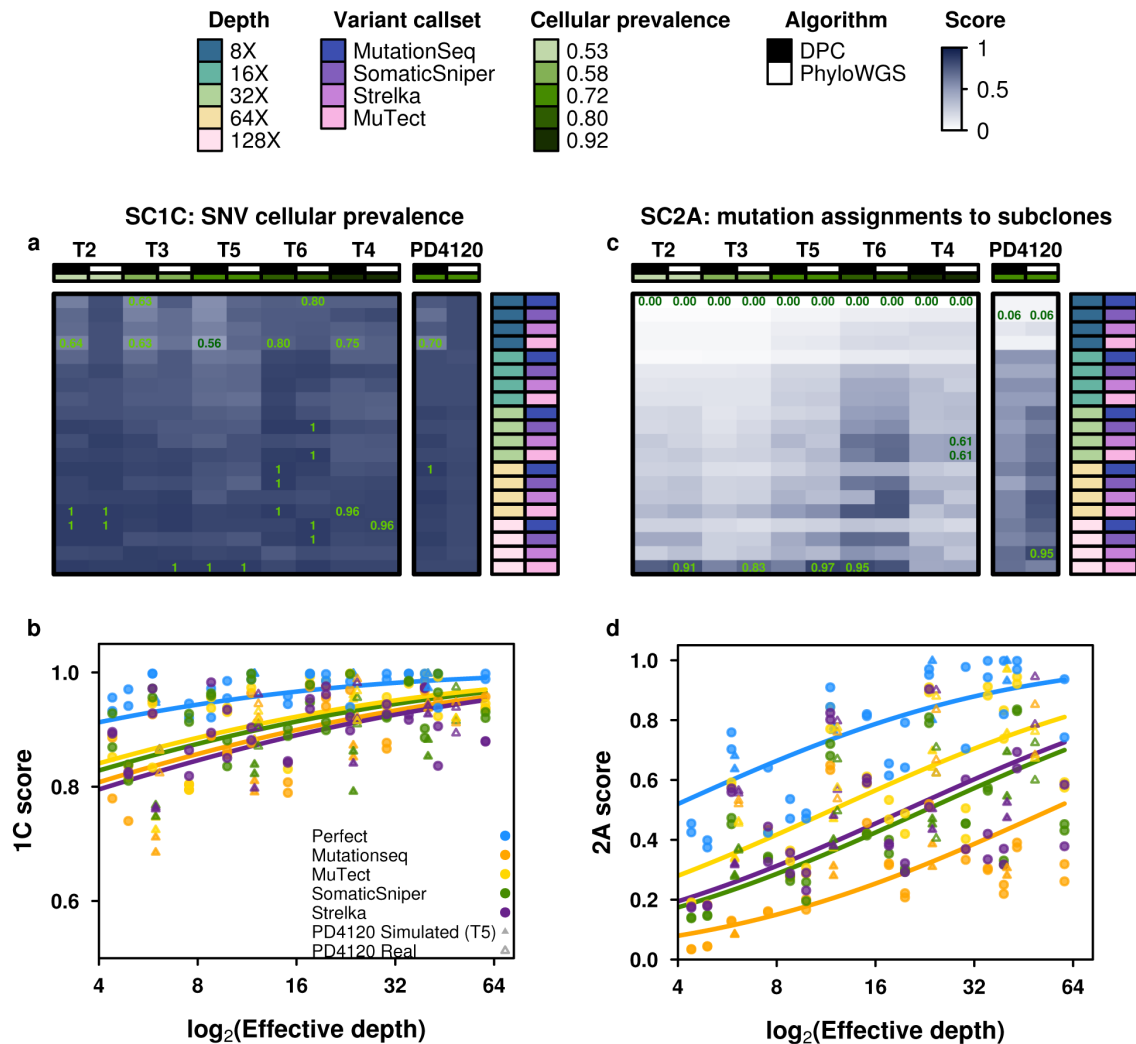 Depth Variant callset Cellular prevalence Algorithm Score
8X MutationSeq 0.53 DPC 1
16X SomaticSniper 0.58 PhyloWGS
32X Strelka 0.72 0.5
64X MuTect 0.80
128X 0.92 0
SC1C: SNV cellular prevalence SC2A: mutation assignments to subclones
a T2 T3 T5 T6 T4 PD4120 c T2 T3 T5 T6 T4 PD4120
0.63 0.80 0.00 0.00 0.00 0.00 0.00 0.00 0.00 0.00 0.00 0.00
0.06 0.06
0.64 0.63 0.56 0.80 0.75 0.70
1
0.61
1 0.61
1 1
1
1 1 1 0.96
1 1 1 0.96
1
0.95
1 1 1 0.91 0.83 0.97 0.95
b
1C score
1.0
0.8
0.6
Perfect
Mutationseq
MuTect
SomaticSniper
Strelka
PD4120 Simulated (T5)
PD4120 Real
4 8 16 32 64
log2(Effective depth)
d
2A score
1.0
0.8
0.6
0.4
0.2
0.0
4 8 16 32 64
log2(Effective depth)